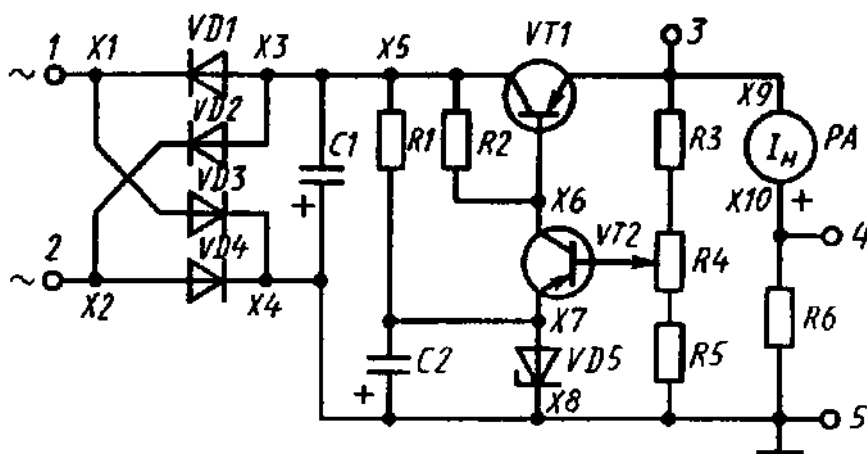 1 X1 VD1 X3 X5 VT1 3
~
VD2 X9
C1 R1 R2 R3 Iн PA
+
VD3 X10 +
X6
2 VD4 VT2 4
~
X2 X4 R4
X7 R6
C2 VD5 R5
+
X8 5